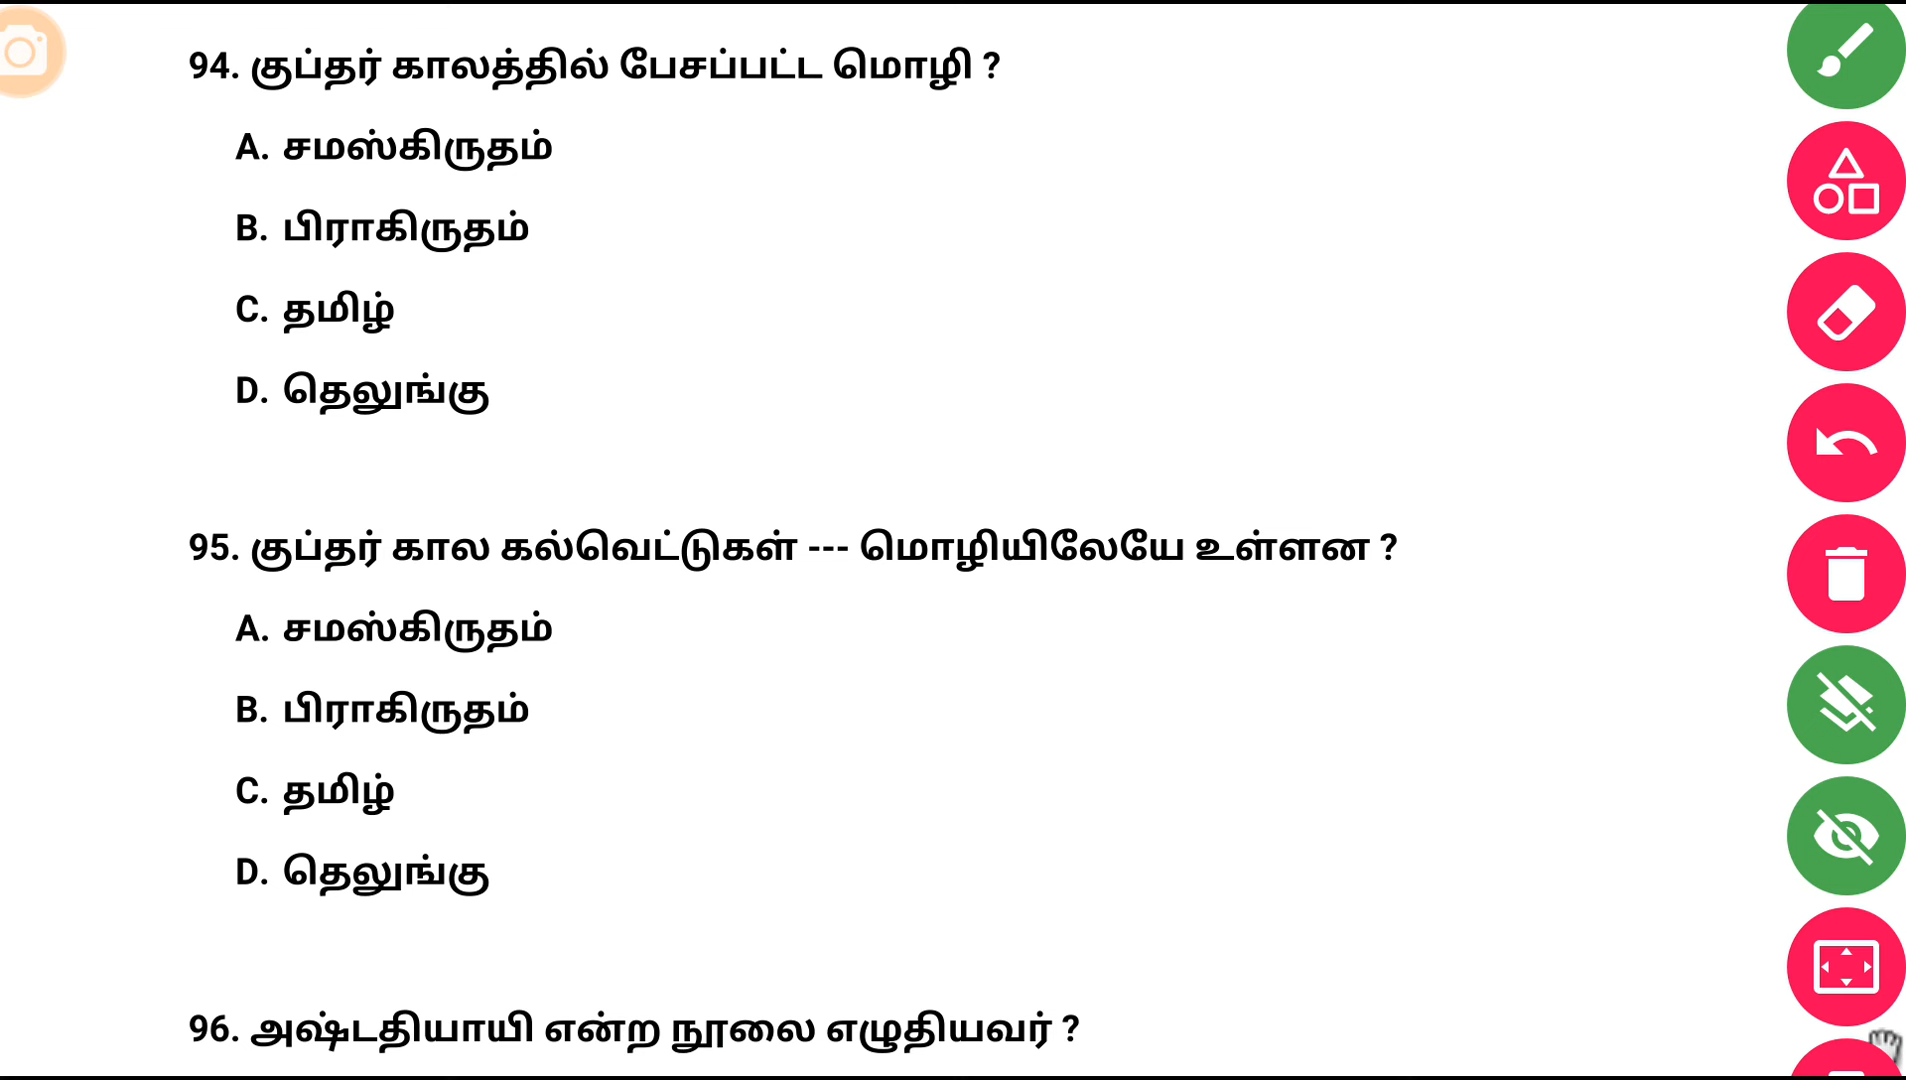 94. குப்தர் காலத்தில் பேசப்பட்ட மொழி ?
A. சமஸ்கிருதம்
B. பிராகிருதம்
C. தமிழ்
D. தெலுங்கு
95. குப்தர் கால கல்வெட்டுகள் --- மொழியிலேயே உள்ளன ?
A. சமஸ்கிருதம்
B. பிராகிருதம்
C. தமிழ்
D. தெலுங்கு
96. அஷ்டதியாயி என்ற நூலை எழுதியவர் ?